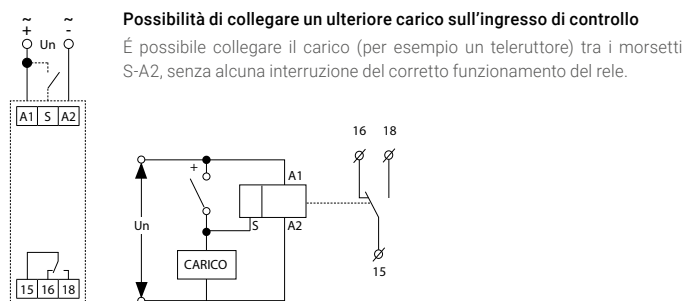 Possibilità di collegare un ulteriore carico sull'ingresso di controllo
É possibile collegare il carico (per esempio un teleruttore) tra i morsetti
S-A2, senza alcuna interruzione del corretto funzionamento del rele.
~ ~
+ -
Un
A1 S A2
15 16 18
16 18
+
A1
Un
S A2
CARICO
15